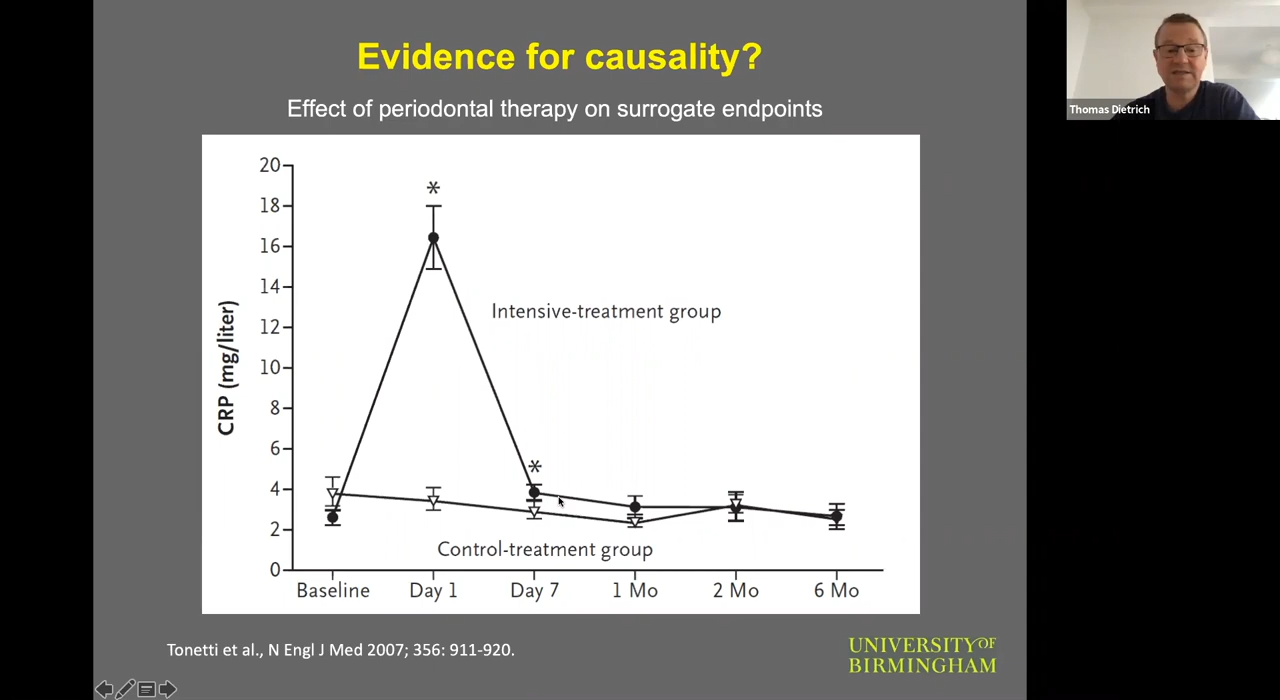 Evidence for causality?
Effect of periodontal therapy on surrogate endpoints
Thomas Dietrich
20
18
16
14
12
10
8
6
4
2
0
CRP (mg/liter)
*
*
Intensive-treatment group
Control-treatment group
Baseline Day 1 Day 7 1 Mo 2 Mo 6 Mo
Tonetti et al., N Engl J Med 2007; 356: 911-920.
UNIVERSITY OF
BIRMINGHAM